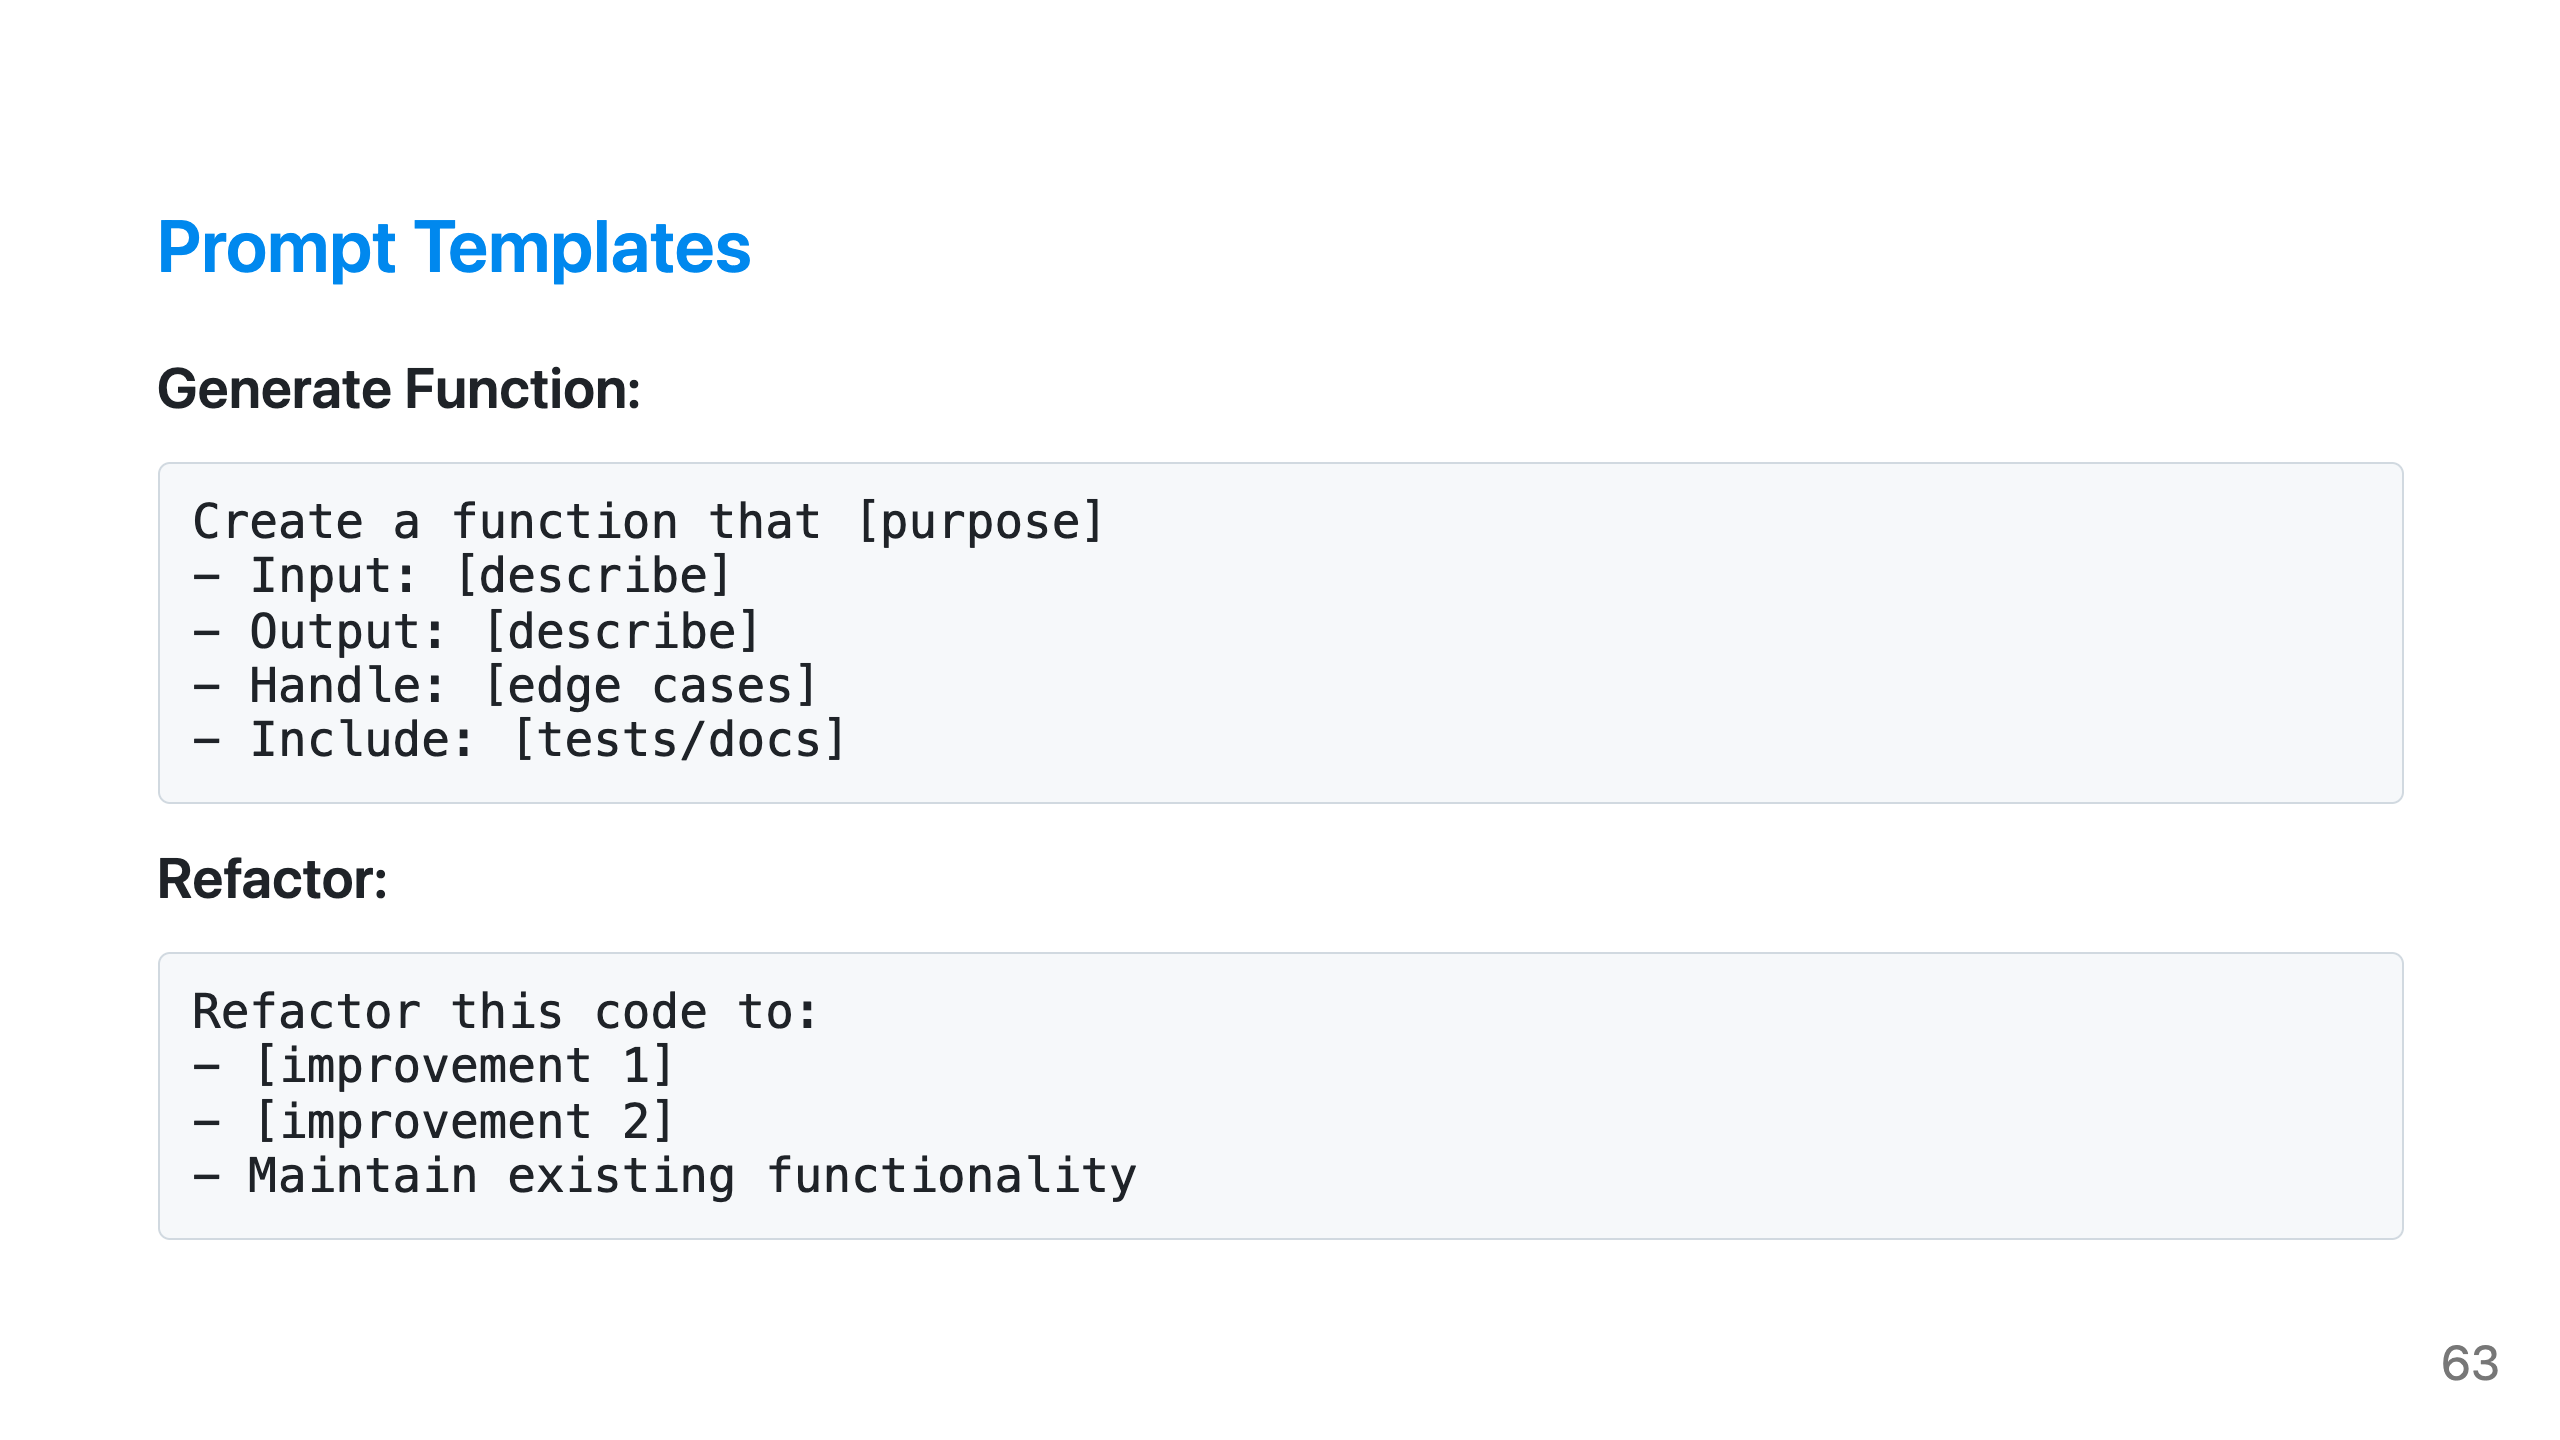 Prompt Templates
Generate Function:
Create a function that [purpose]
- Input: [describe]
- Output: [describe]
- Handle: [edge cases]
- Include: [tests/docs]
Refactor:
Refactor this code to:
- [improvement 1]
- [improvement 2]
- Maintain existing functionality
63